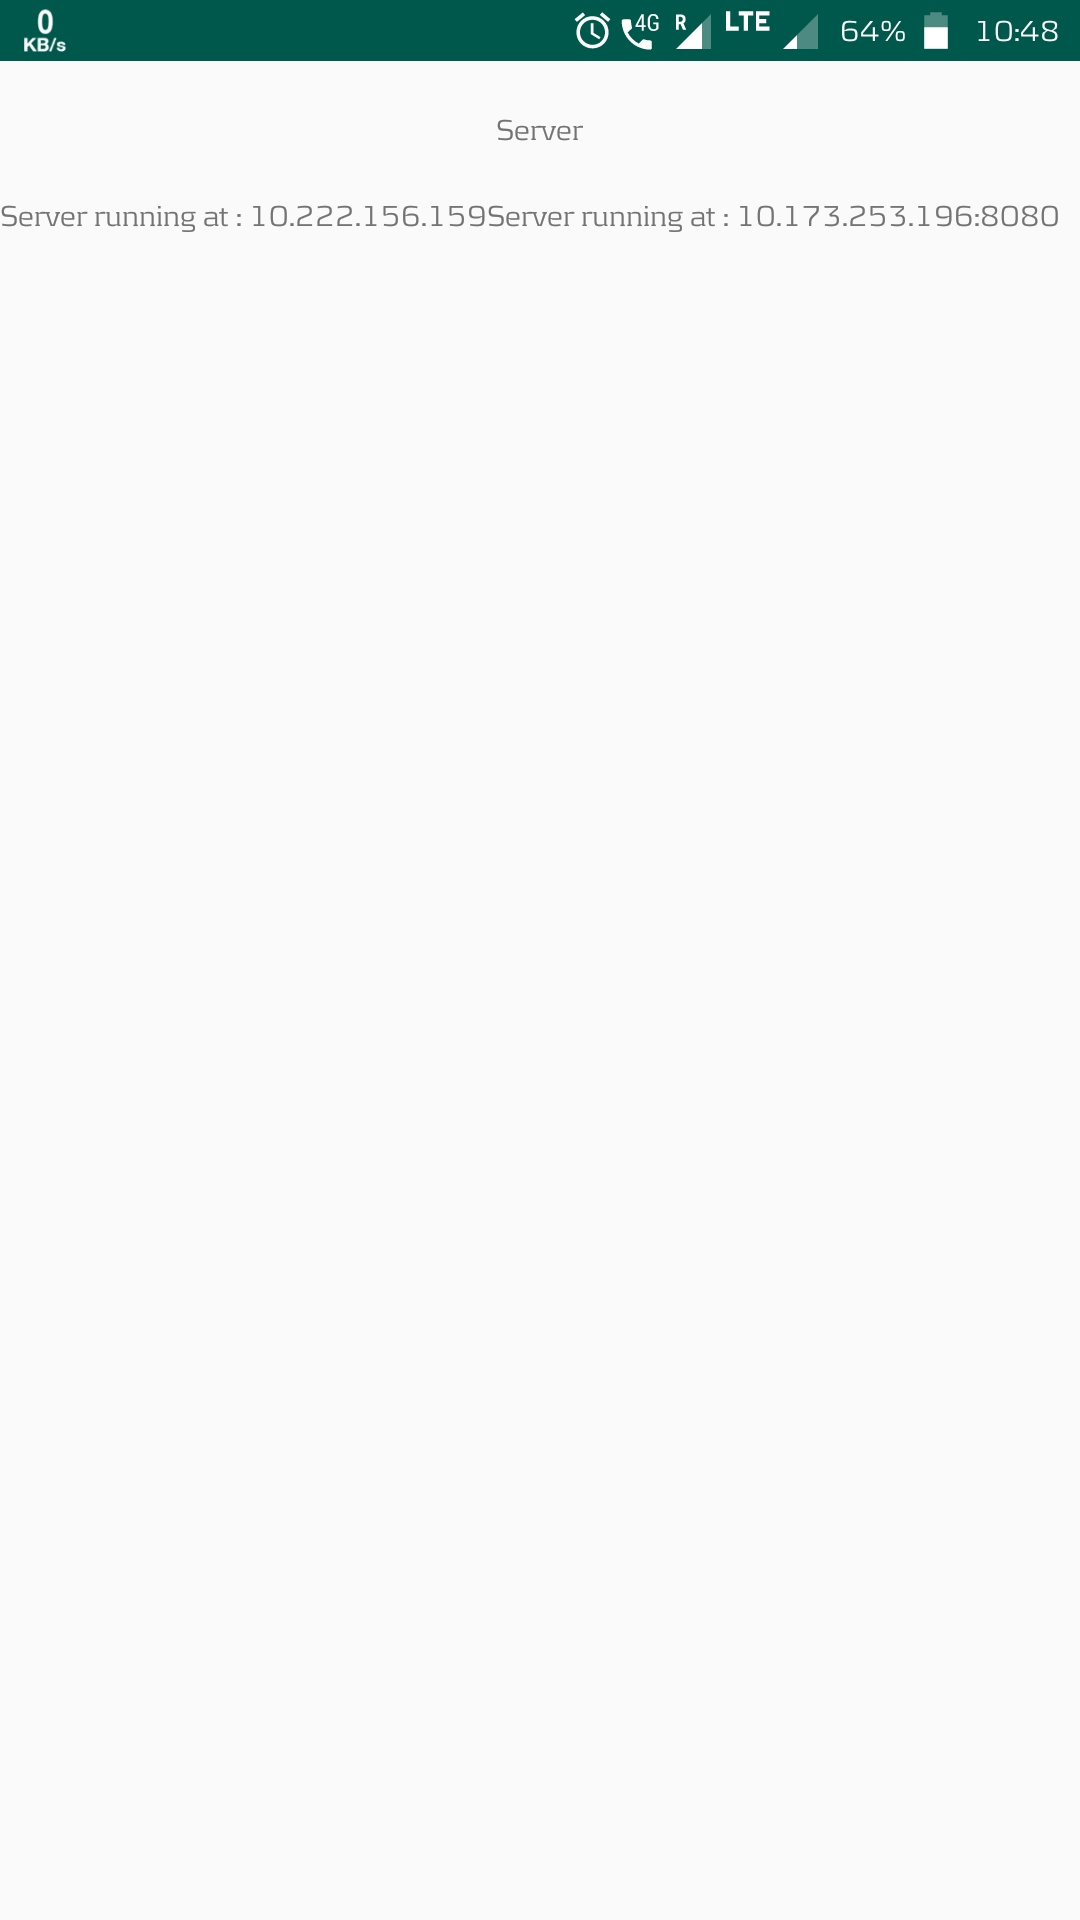 0
KB/s
4G R LTE 64% 10:48
Server
Server running at : 10.222.156.159Server running at : 10.173.253.196:8080